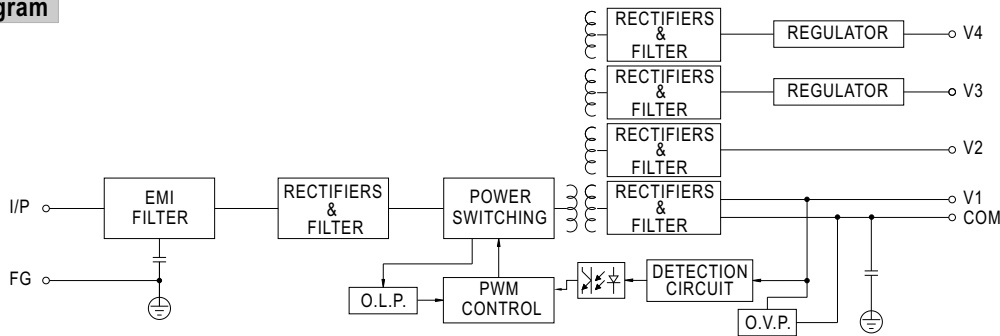 gram
RECTIFIERS
&
FILTER
REGULATOR
V4
RECTIFIERS
&
FILTER
REGULATOR
V3
RECTIFIERS
&
FILTER
V2
I/P
EMI
FILTER
RECTIFIERS
&
FILTER
POWER
SWITCHING
RECTIFIERS
&
FILTER
V1
COM
FG
O.L.P.
PWM
CONTROL
DETECTION
CIRCUIT
O.V.P.